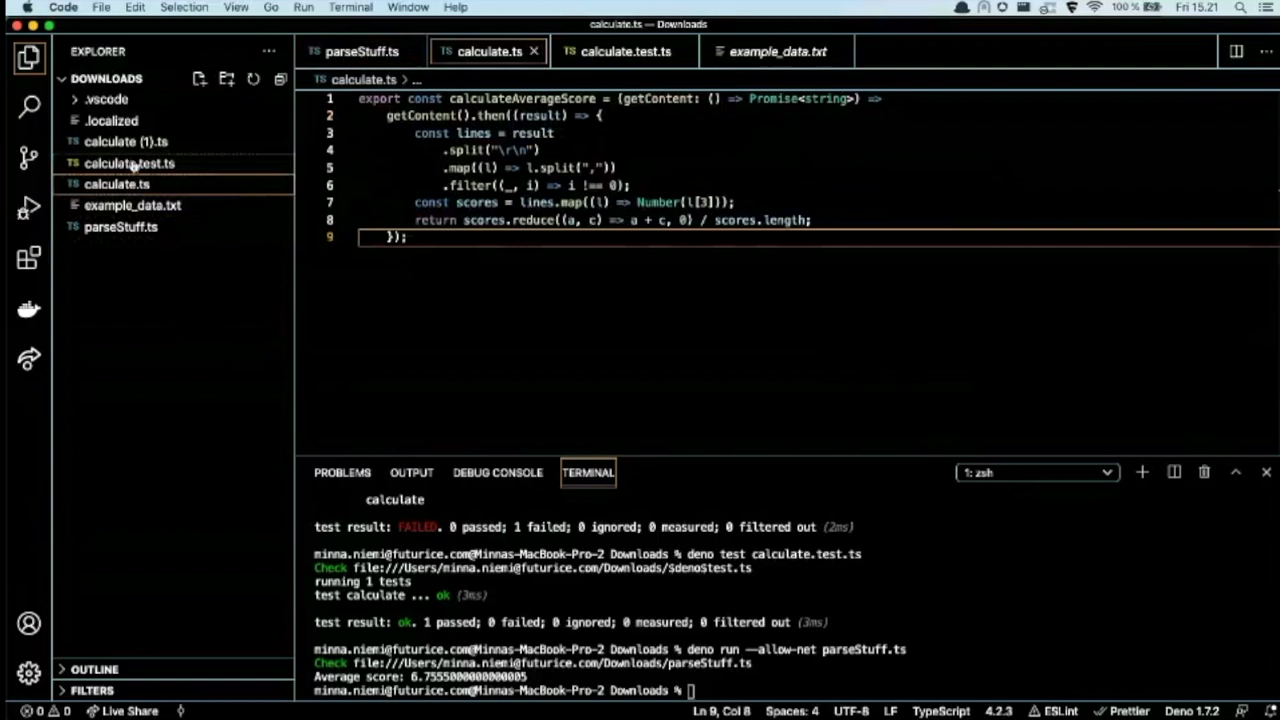 Code File Edit Selection View Go Run Terminal Window Help 100 % Fri 15.21
calculate.ts — Downloads
EXPLORER
DOWNLOADS
.vscode
.localized
TS calculate (1).ts
TS calculate.test.ts
TS calculate.ts
example_data.txt
TS parseStuff.ts
OUTLINE
FILTERS
TS parseStuff.ts TS calculate.ts TS calculate.test.ts example_data.txt
TS calculate.ts > ...
1 export const calculateAverageScore = (getContent: () => Promise<string>) =>
2 getContent().then((result) => {
3 const lines = result
4 .split("\r\n")
5 .map((l) => l.split(","))
6 .filter((_, i) => i !== 0);
7 const scores = lines.map((l) => Number(l[3]));
8 return scores.reduce((a, c) => a + c, 0) / scores.length;
9 });
PROBLEMS OUTPUT DEBUG CONSOLE TERMINAL 1: zsh
calculate
test result: FAILED. 0 passed; 1 failed; 0 ignored; 0 measured; 0 filtered out (2ms)
minna.niemi@futurice.com@Minnas-MacBook-Pro-2 Downloads % deno test calculate.test.ts
Check file:///Users/minna.niemi@futurice.com/Downloads/$deno$test.ts
running 1 tests
test calculate ... ok (3ms)
test result: ok. 1 passed; 0 failed; 0 ignored; 0 measured; 0 filtered out (3ms)
minna.niemi@futurice.com@Minnas-MacBook-Pro-2 Downloads % deno run --allow-net parseStuff.ts
Check file:///Users/minna.niemi@futurice.com/Downloads/parseStuff.ts
Average score: 6.7555000000000005
minna.niemi@futurice.com@Minnas-MacBook-Pro-2 Downloads %
0 0 Live Share Ln 9, Col 8 Spaces: 4 UTF-8 LF TypeScript 4.2.3 ESLint Prettier Deno 1.7.2